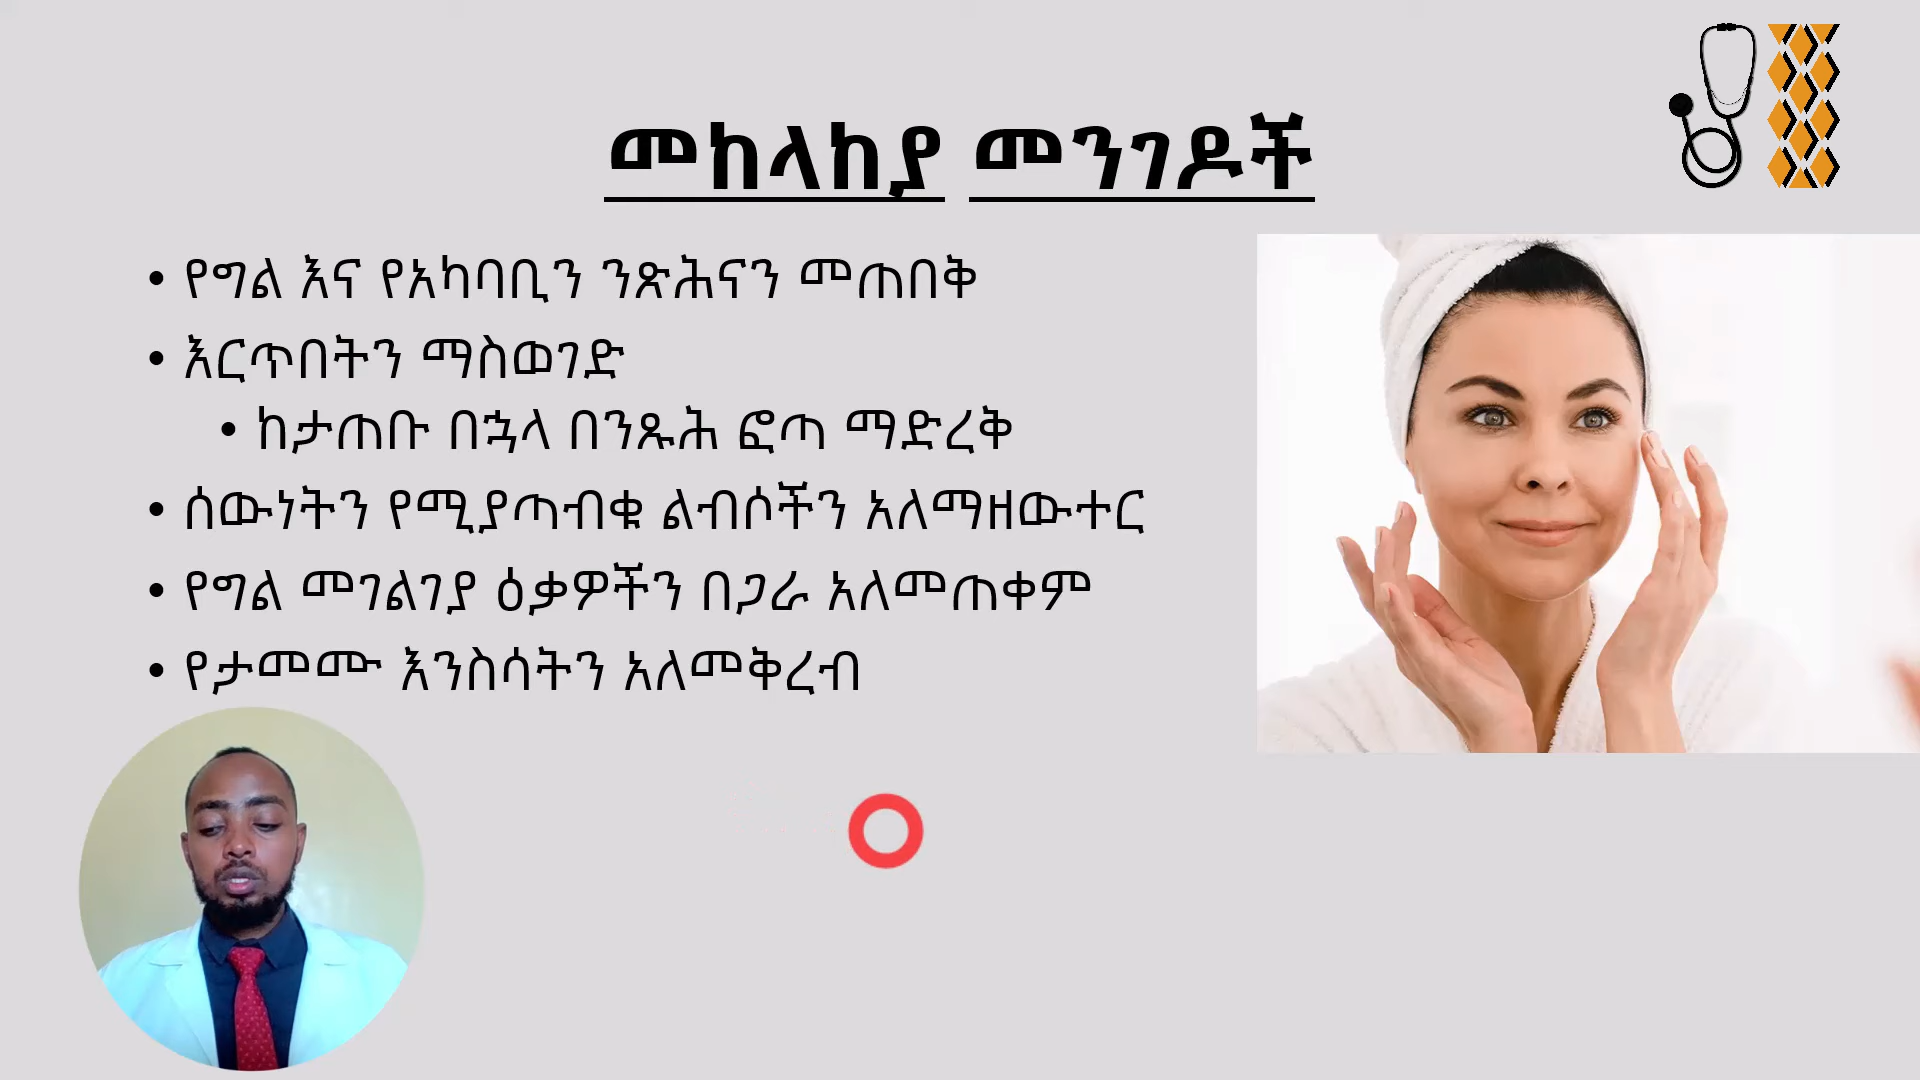 መከላከያ መንገዶች
• የግል እና የአካባቢን ንጽሕናን መጠበቅ
• እርጥበትን ማስወገድ
• ከታጠቡ በኋላ በንጹሕ ፎጣ ማድረቅ
• ሰውነትን የሚያጣብቁ ልብሶችን አለማዘውተር
• የግል መገልገያ ዕቃዎችን በጋራ አለመጠቀም
• የታመሙ እንስሳትን አለመቅረብ